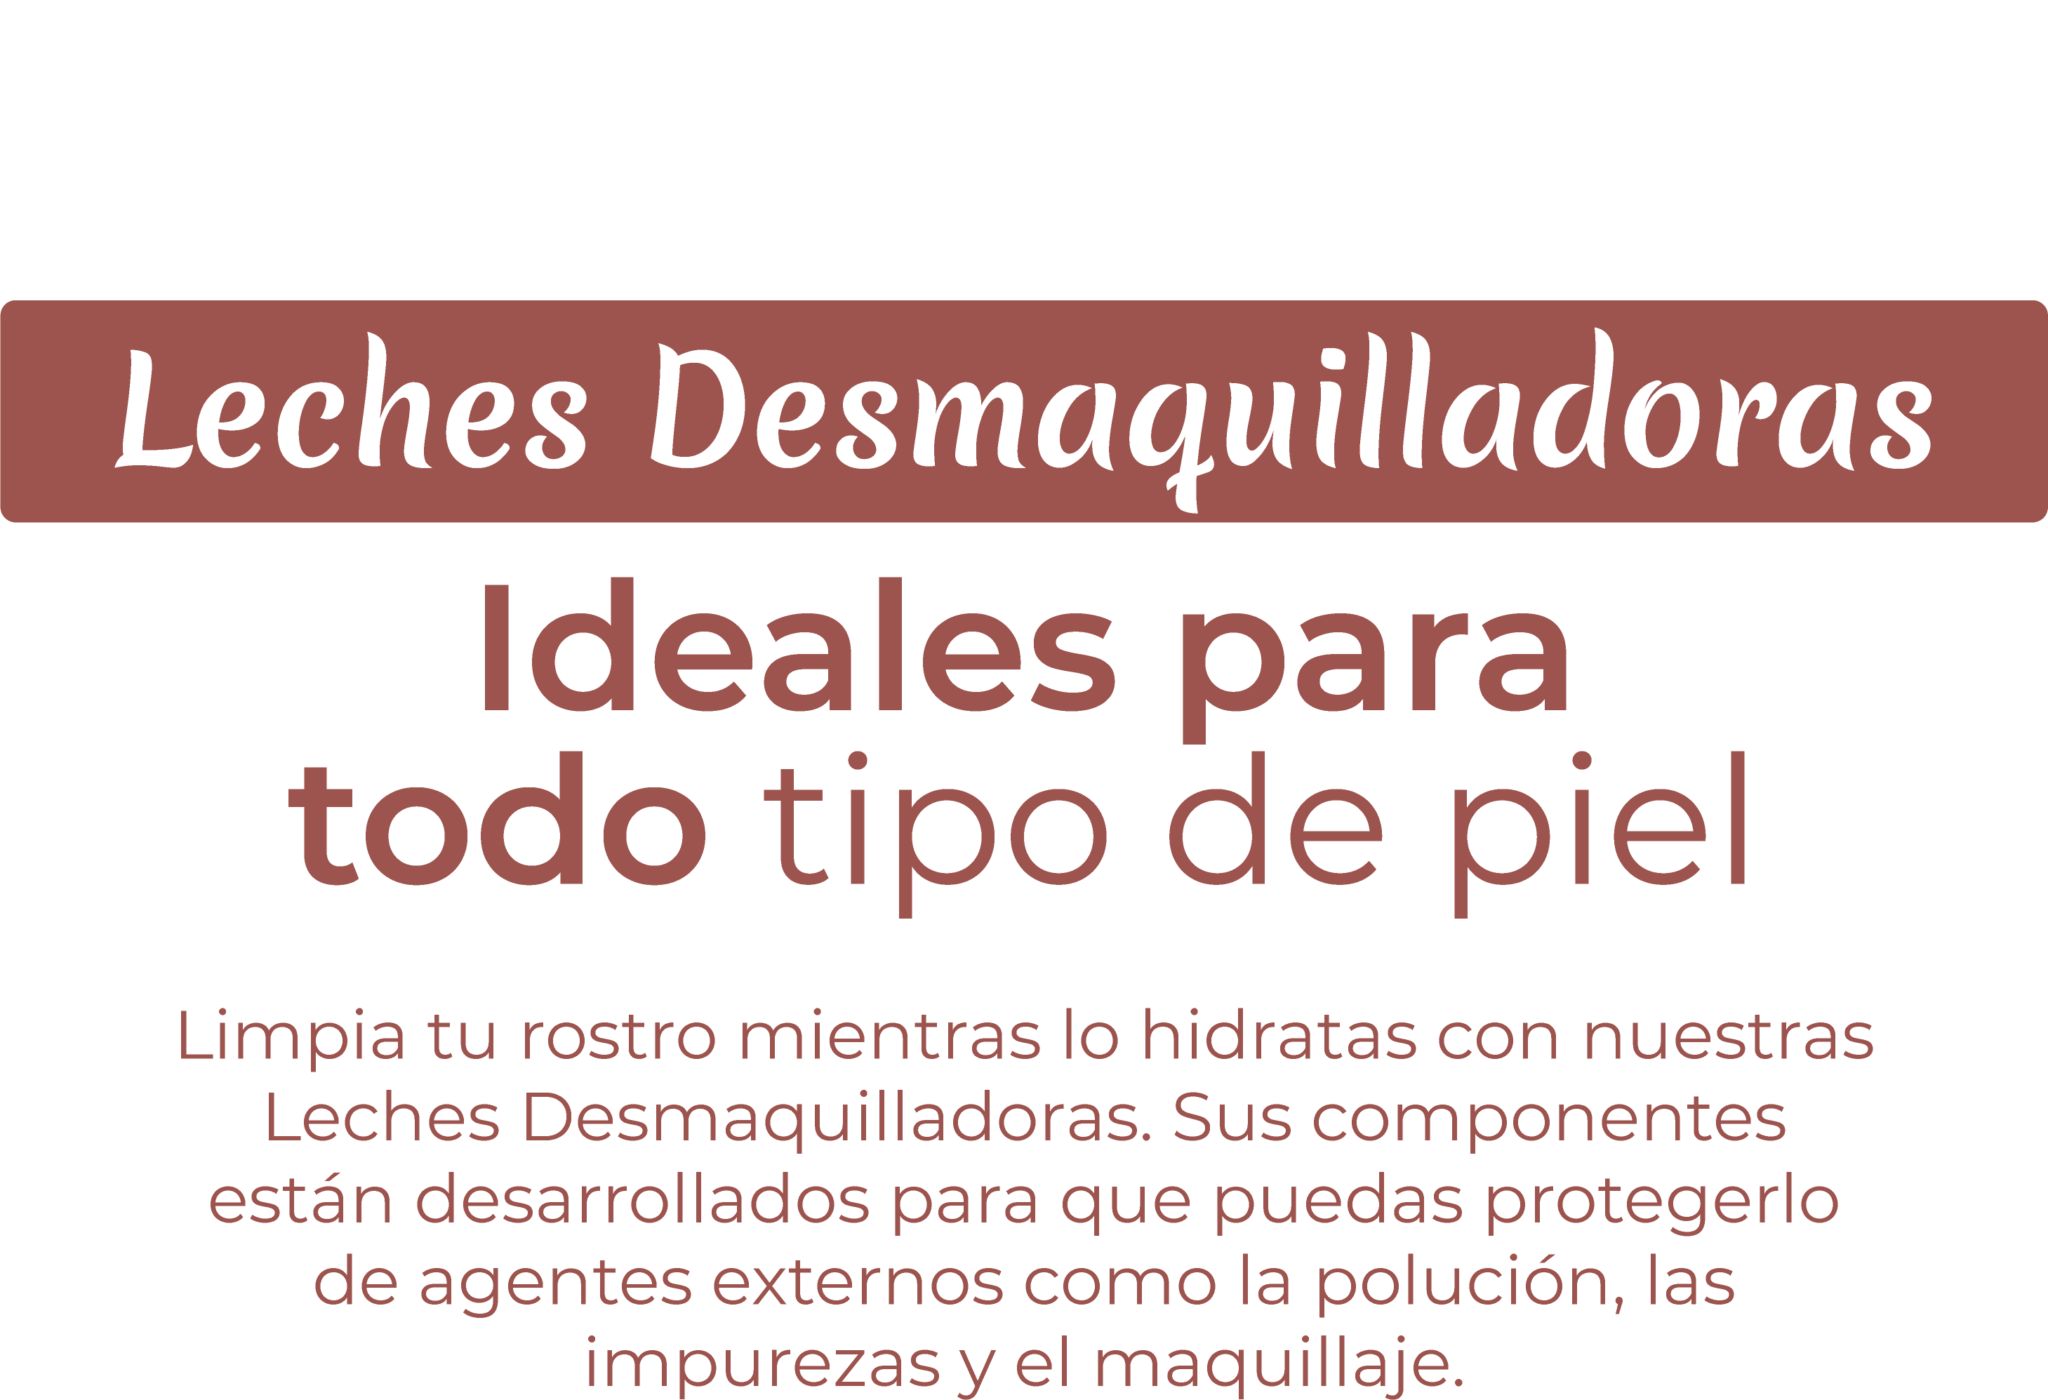 Leches Desmaquilladoras
Ideales para
todo tipo de piel
Limpia tu rostro mientras lo hidratas con nuestras
Leches Desmaquilladoras. Sus componentes
están desarrollados para que puedas protegerlo
de agentes externos como la polución, las
impurezas y el maquillaje.